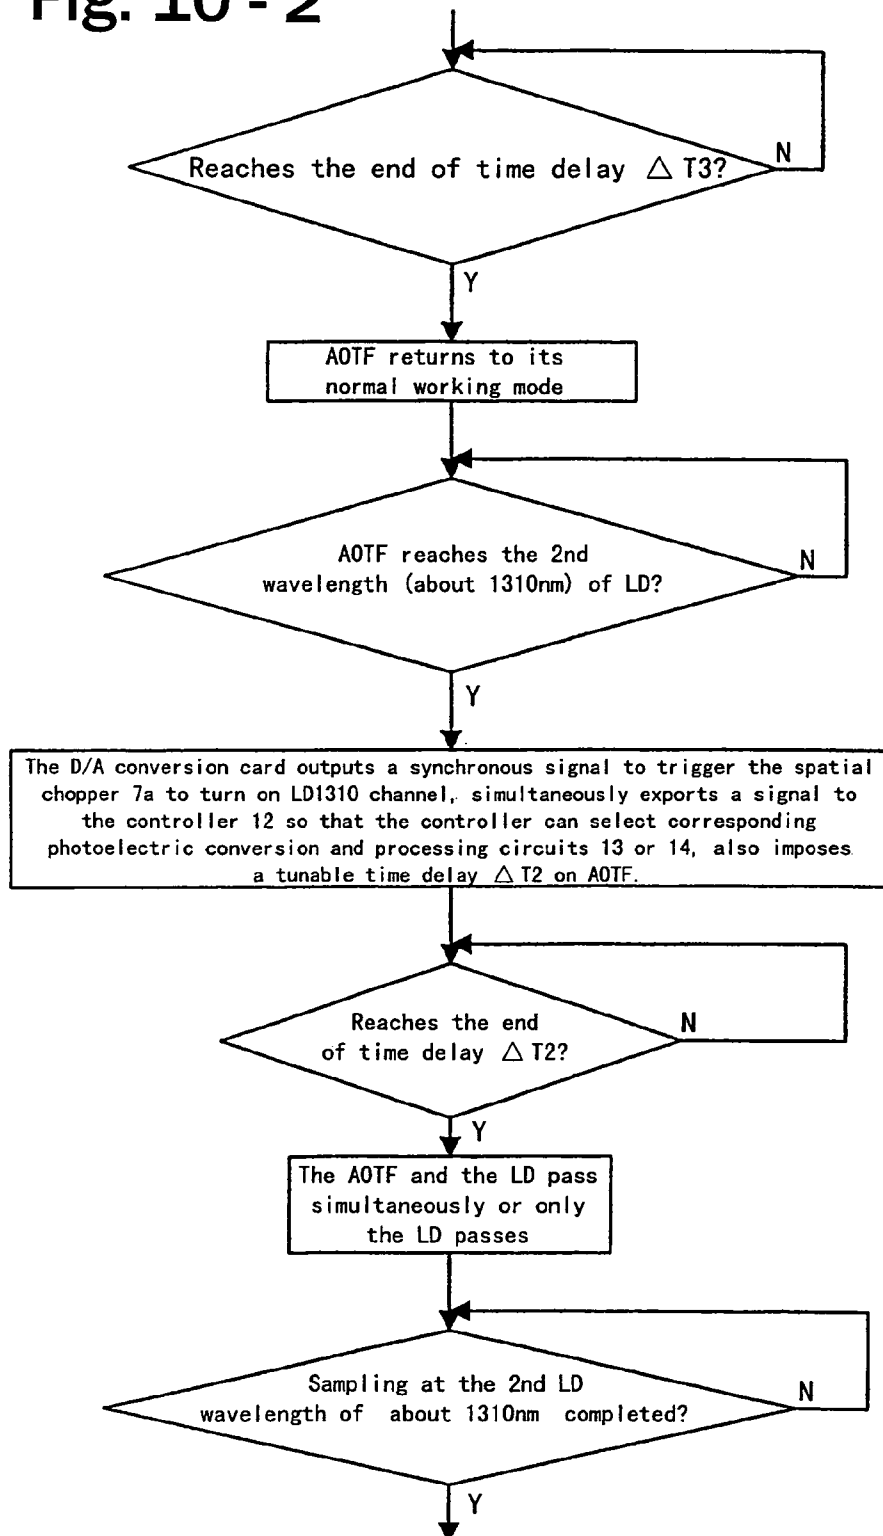 Fig. 10 - 2
Reaches the end of time delay △ T3?
N
Y
AOTF returns to its
normal working mode
AOTF reaches the 2nd
wavelength (about 1310nm) of LD?
N
Y
The D/A conversion card outputs a synchronous signal to trigger the spatial
chopper 7a to turn on LD1310 channel, simultaneously exports a signal to
the controller 12 so that the controller can select corresponding
photoelectric conversion and processing circuits 13 or 14, also imposes
a tunable time delay △ T2 on AOTF.
Reaches the end
of time delay △ T2?
N
Y
The AOTF and the LD pass
simultaneously or only
the LD passes
Sampling at the 2nd LD
wavelength of about 1310nm completed?
N
Y